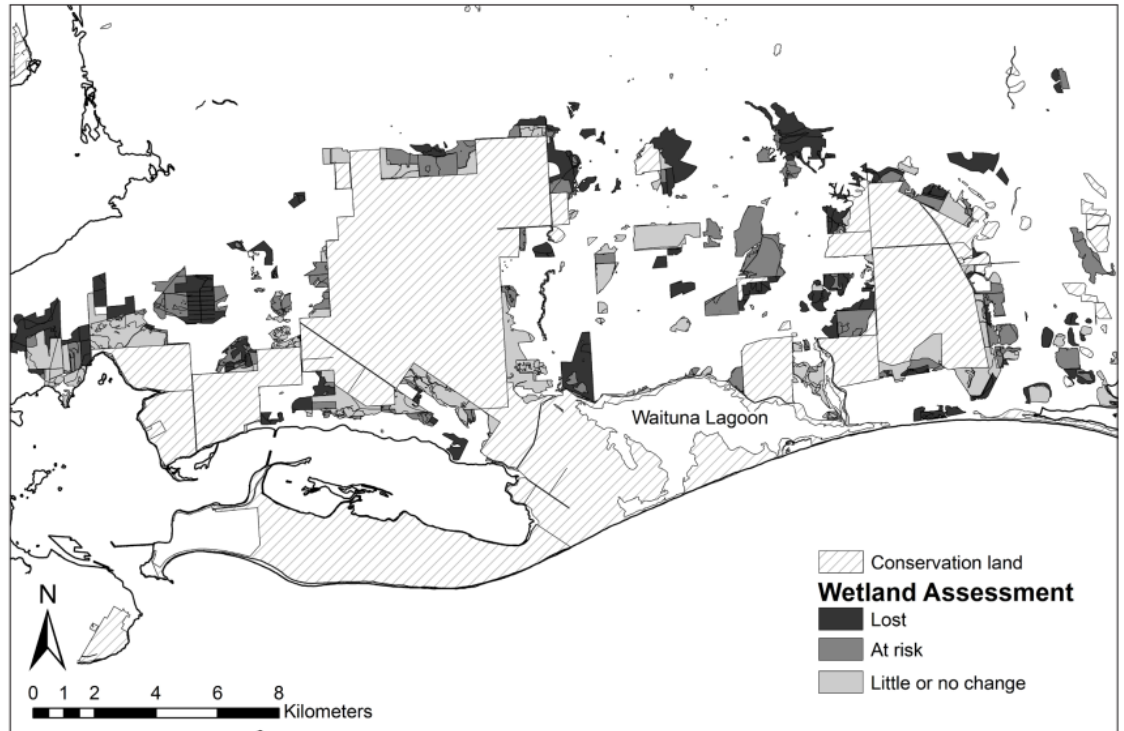 Waituna Lagoon
Conservation land
Wetland Assessment
Lost
At risk
Little or no change
N
0 1 2 4 6 8
Kilometers